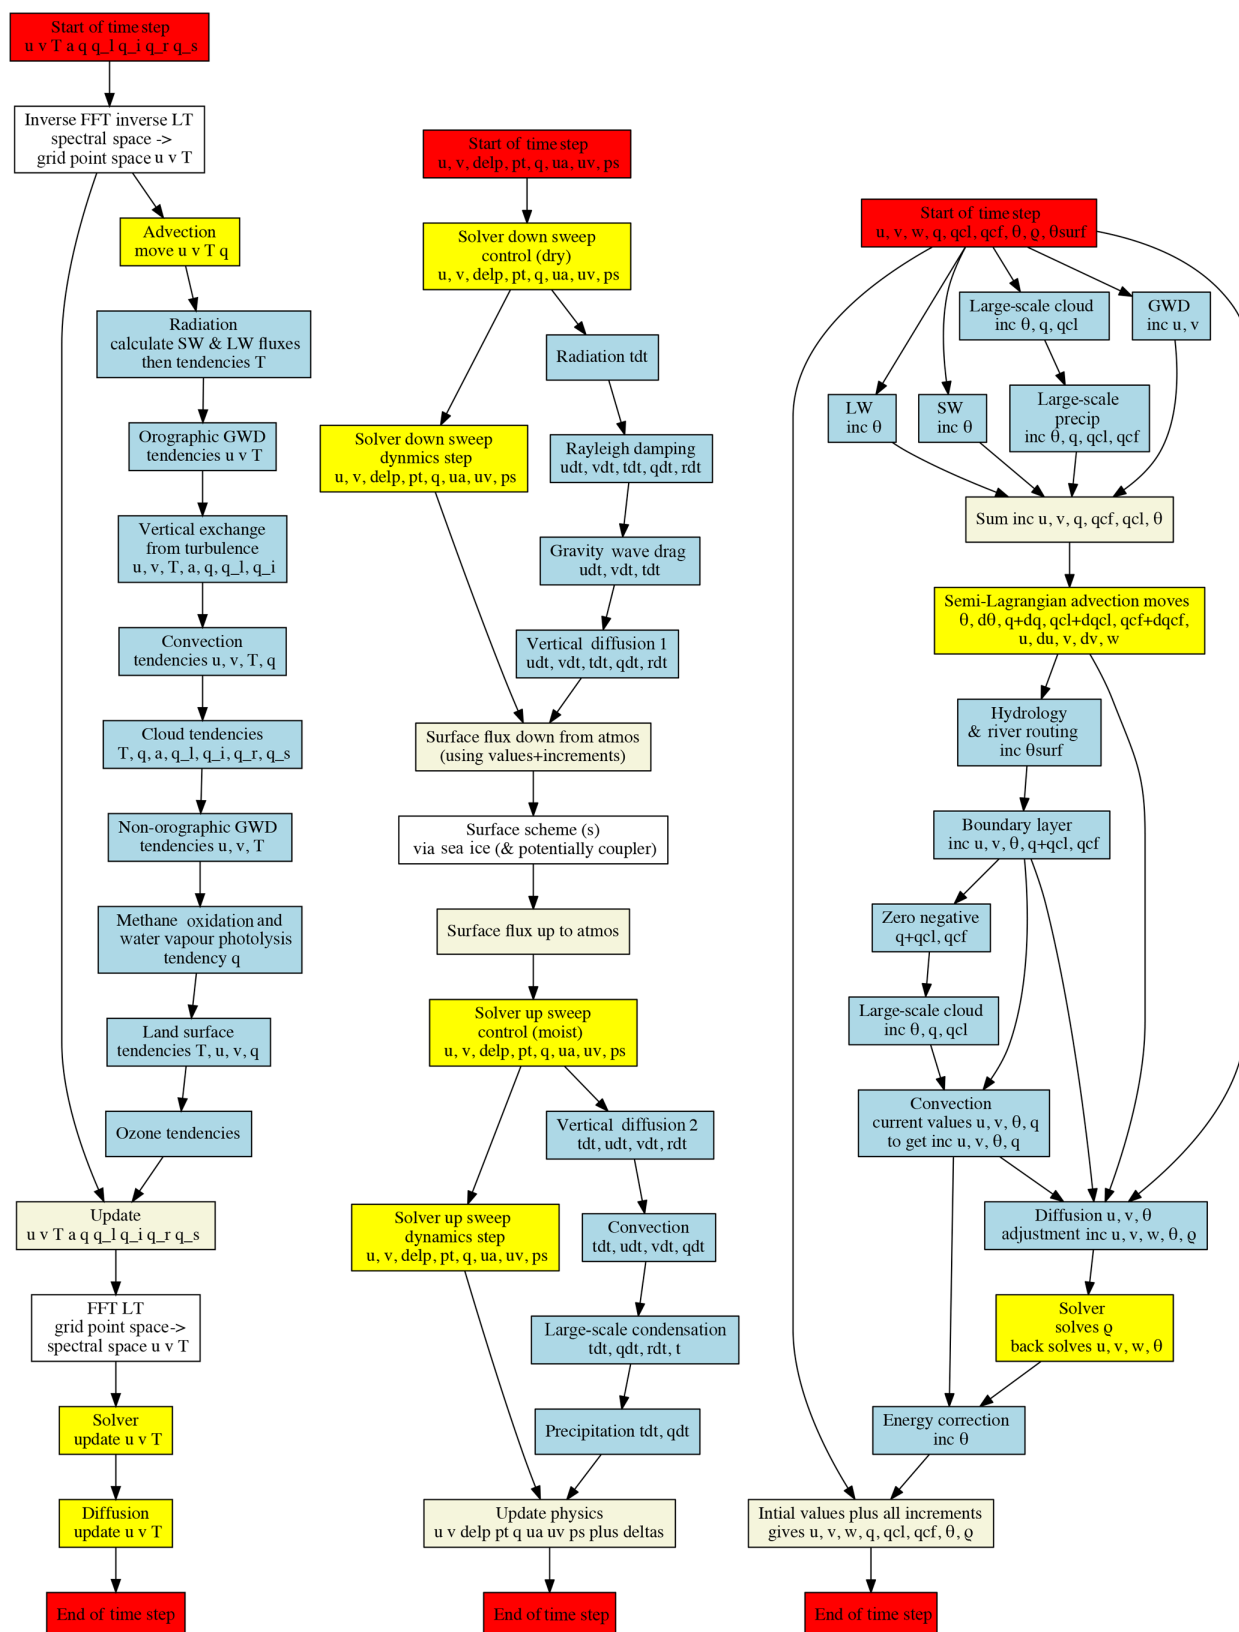 Start of time step
u v T a q q_l q_i q_r q_s
Inverse FFT inverse LT
spectral space ->
grid point space u v T
Advection
move u v T q
Radiation
calculate SW & LW fluxes
then tendencies T
Orographic GWD
tendencies u v T
Vertical exchange
from turbulence
u, v, T, a, q, q_l, q_i
Convection
tendencies u, v, T, q
Cloud tendencies
T, q, a, q_l, q_i, q_r, q_s
Non-orographic GWD
tendencies u, v, T
Methane oxidation and
water vapour photolysis
tendency q
Land surface
tendencies T, u, v, q
Ozone tendencies
Update
u v T a q q_l q_i q_r q_s
FFT LT
grid point space->
spectral space u v T
Solver
update u v T
Diffusion
update u v T
End of time step
Start of time step
u, v, delp, pt, q, ua, uv, ps
Solver down sweep
control (dry)
u, v, delp, pt, q, ua, uv, ps
Radiation tdt
Solver down sweep
dynmics step
u, v, delp, pt, q, ua, uv, ps
Rayleigh damping
udt, vdt, tdt, qdt, rdt
Gravity wave drag
udt, vdt, tdt
Vertical diffusion 1
udt, vdt, tdt, qdt, rdt
Surface flux down from atmos
(using values+increments)
Surface scheme (s)
via sea ice (& potentially coupler)
Surface flux up to atmos
Solver up sweep
control (moist)
u, v, delp, pt, q, ua, uv, ps
Vertical diffusion 2
tdt, udt, vdt, rdt
Solver up sweep
dynamics step
u, v, delp, pt, q, ua, uv, ps
Convection
tdt, udt, vdt, qdt
Large-scale condensation
tdt, qdt, rdt, t
Precipitation tdt, qdt
Update physics
u v delp pt q ua uv ps plus deltas
End of time step
Start of time step
u, v, w, q, qcl, qcf, θ, ϱ, θsurf
Large-scale cloud
inc θ, q, qcl
GWD
inc u, v
LW
inc θ
SW
inc θ
Large-scale
precip
inc θ, q, qcl, qcf
Sum inc u, v, q, qcf, qcl, θ
Semi-Lagrangian advection moves
θ, dθ, q+dq, qcl+dqcl, qcf+dqcf,
u, du, v, dv, w
Hydrology
& river routing
inc θsurf
Boundary layer
inc u, v, θ, q+qcl, qcf
Zero negative
q+qcl, qcf
Large-scale cloud
inc θ, q, qcl
Convection
current values u, v, θ, q
to get inc u, v, θ, q
Diffusion u, v, θ
adjustment inc u, v, w, θ, ϱ
Solver
solves ϱ
back solves u, v, w, θ
Energy correction
inc θ
Intial values plus all increments
gives u, v, w, q, qcl, qcf, θ, ϱ
End of time step